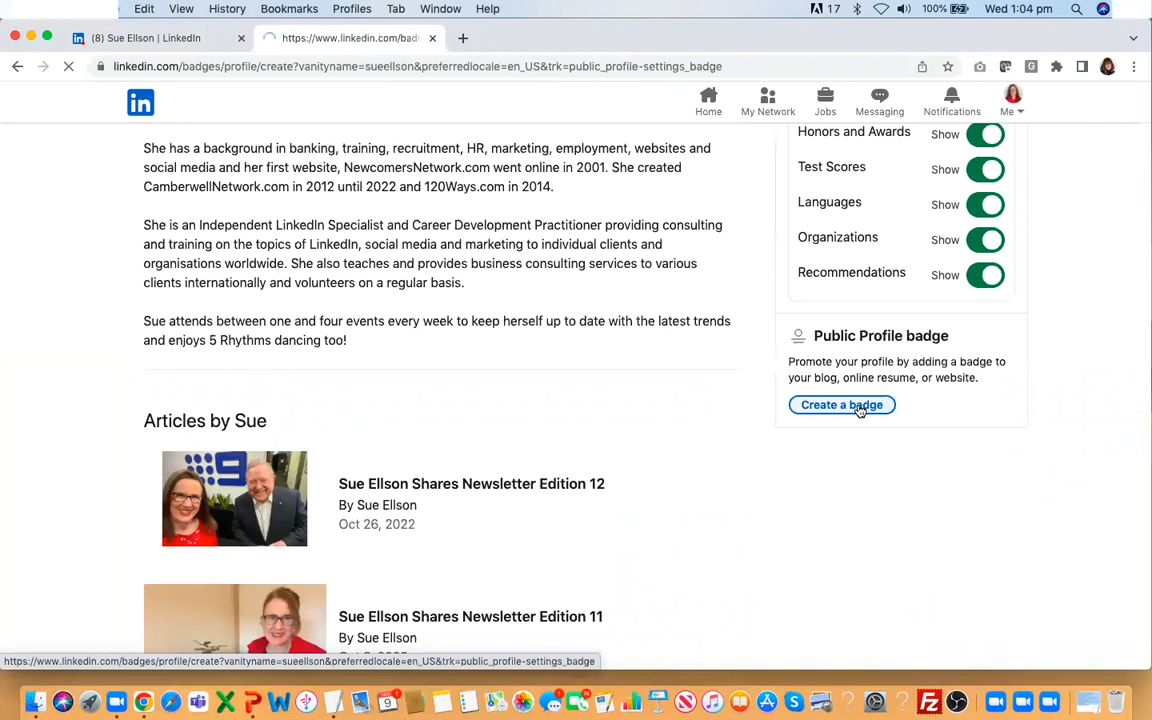 Edit View History Bookmarks Profiles Tab Window Help 17 100% Wed 1:04 pm
(8) Sue Ellson | LinkedIn https://www.linkedin.com/bad
linkedin.com/badges/profile/create?vanityname=sueellson&preferredlocale=en_US&trk=public_profile-settings_badge
in Home My Network Jobs Messaging Notifications Me
Honors and Awards Show
She has a background in banking, training, recruitment, HR, marketing, employment, websites and
social media and her first website, NewcomersNetwork.com went online in 2001. She created
CamberwellNetwork.com in 2012 until 2022 and 120Ways.com in 2014.
Test Scores Show
Languages Show
She is an Independent LinkedIn Specialist and Career Development Practitioner providing consulting
and training on the topics of LinkedIn, social media and marketing to individual clients and
organisations worldwide. She also teaches and provides business consulting services to various
clients internationally and volunteers on a regular basis.
Organizations Show
Recommendations Show
Sue attends between one and four events every week to keep herself up to date with the latest trends
and enjoys 5 Rhythms dancing too!
Public Profile badge
Promote your profile by adding a badge to
your blog, online resume, or website.
Create a badge
Articles by Sue
Sue Ellson Shares Newsletter Edition 12
By Sue Ellson
Oct 26, 2022
Sue Ellson Shares Newsletter Edition 11
By Sue Ellson
https://www.linkedin.com/badges/profile/create?vanityname=sueellson&preferredlocale=en_US&trk=public_profile-settings_badge